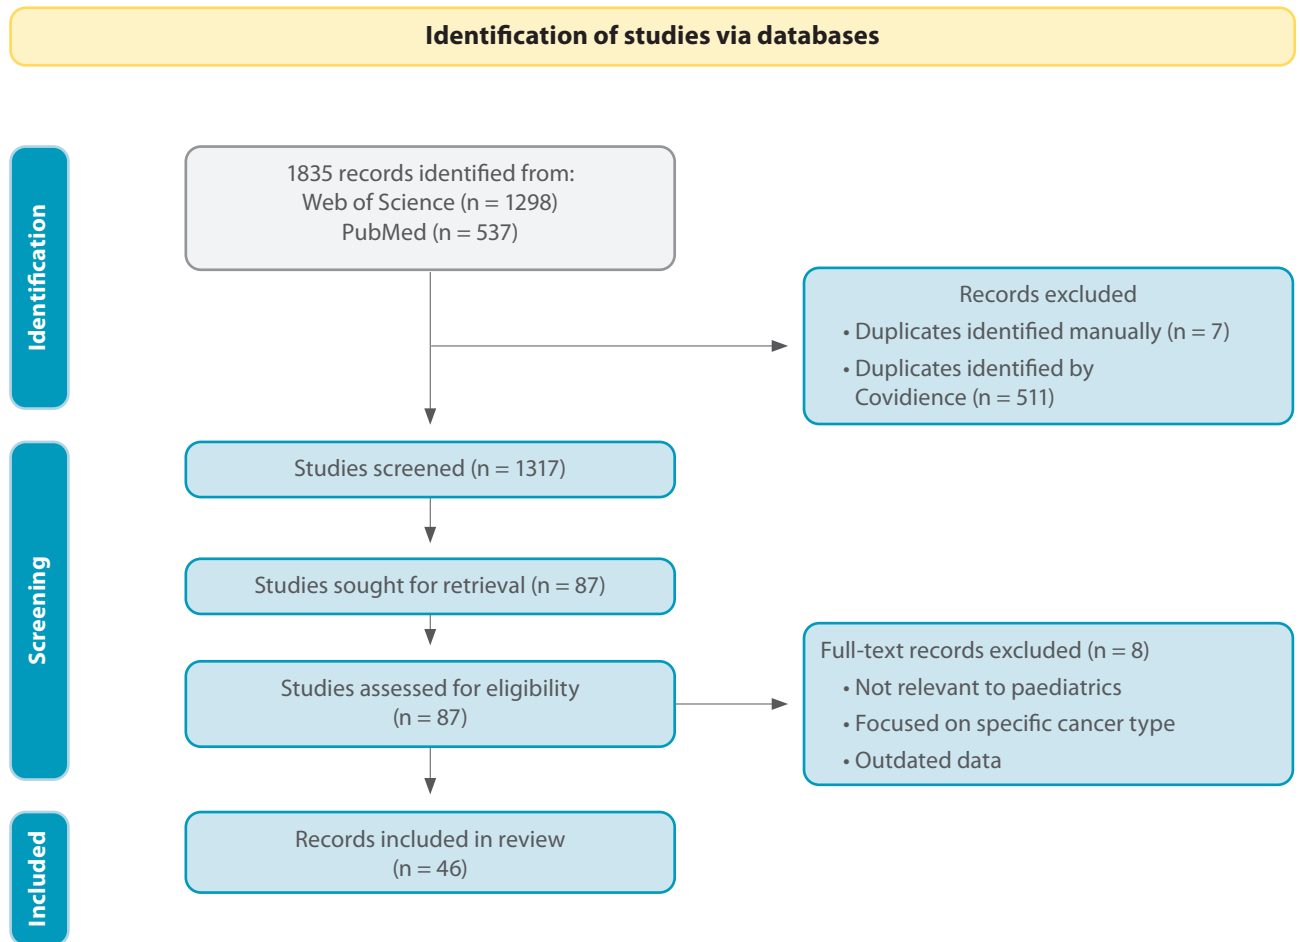 Identification of studies via databases
Identification
1835 records identified from:
Web of Science (n = 1298)
PubMed (n = 537)
Records excluded
• Duplicates identified manually (n = 7)
• Duplicates identified by
Covidience (n = 511)
Screening
Studies screened (n = 1317)
Studies sought for retrieval (n = 87)
Studies assessed for eligibility
(n = 87)
Full-text records excluded (n = 8)
• Not relevant to paediatrics
• Focused on specific cancer type
• Outdated data
Included
Records included in review
(n = 46)